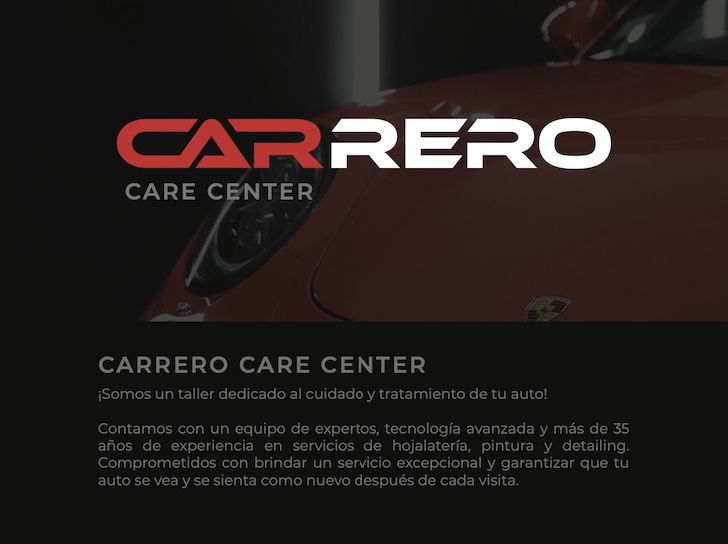 CARRERO
CARE CENTER
CARRERO CARE CENTER
¡Somos un taller dedicado al cuidado y tratamiento de tu auto!
Contamos con un equipo de expertos, tecnología avanzada y más de 35
años de experiencia en servicios de hojalatería, pintura y detailing.
Comprometidos con brindar un servicio excepcional y garantizar que tu
auto se vea y se sienta como nuevo después de cada visita.